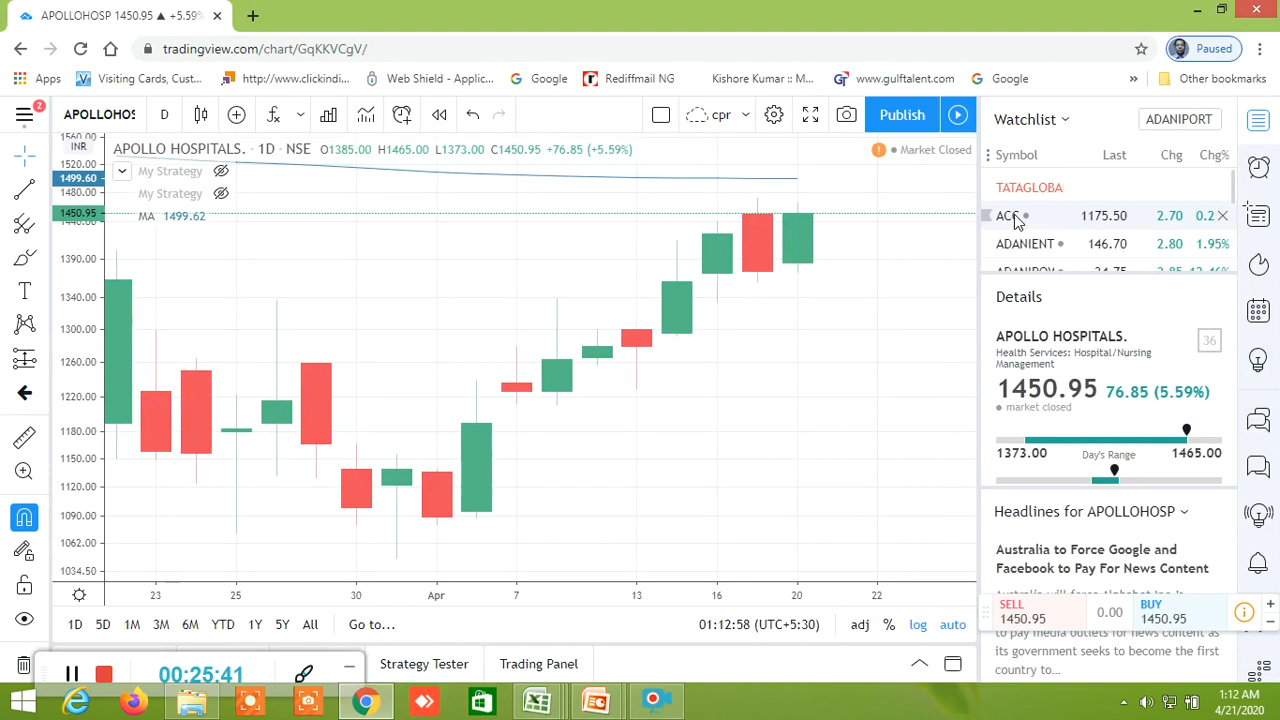 APOLLOHOSP 1450.95 ▲ +5.59%
tradingview.com/chart/GqKKVCgV/
Paused
Apps
Visiting Cards, Cust...
http://www.clickindi...
Web Shield - Applic...
Google
Rediffmail NG
Kishore Kumar :: M...
www.gulftalent.com
Google
»
Other bookmarks
2
APOLLOHOS
D
cpr
Publish
1560.00
INR
1520.00
1499.60
1480.00
1450.95
1440.00
1390.00
1340.00
1300.00
1260.00
1220.00
1180.00
1150.00
1120.00
1090.00
1062.00
1034.50
APOLLO HOSPITALS. · 1D · NSE O1385.00 H1465.00 L1373.00 C1450.95 +76.85 (+5.59%)
Market Closed
My Strategy
My Strategy
MA 1499.62
23 25 30 Apr 7 13 16 20 22
1D 5D 1M 3M 6M YTD 1Y 5Y All Go to...
01:12:58 (UTC+5:30) adj % log auto
Strategy Tester
Trading Panel
00:25:41
Watchlist
ADANIPORT
Symbol Last Chg Chg%
TATAGLOBA
ACC 1175.50 2.70 0.2
ADANIENT 146.70 2.80 1.95%
Details
APOLLO HOSPITALS.
36
Health Services: Hospital/Nursing
Management
1450.95 76.85 (5.59%)
market closed
1373.00 Day's Range 1465.00
Headlines for APOLLOHOSP
Australia to Force Google and
Facebook to Pay For News Content
SELL
1450.95
0.00
BUY
1450.95
to pay media outlets for news content as
its government seeks to become the first
country to...
1:12 AM
4/21/2020